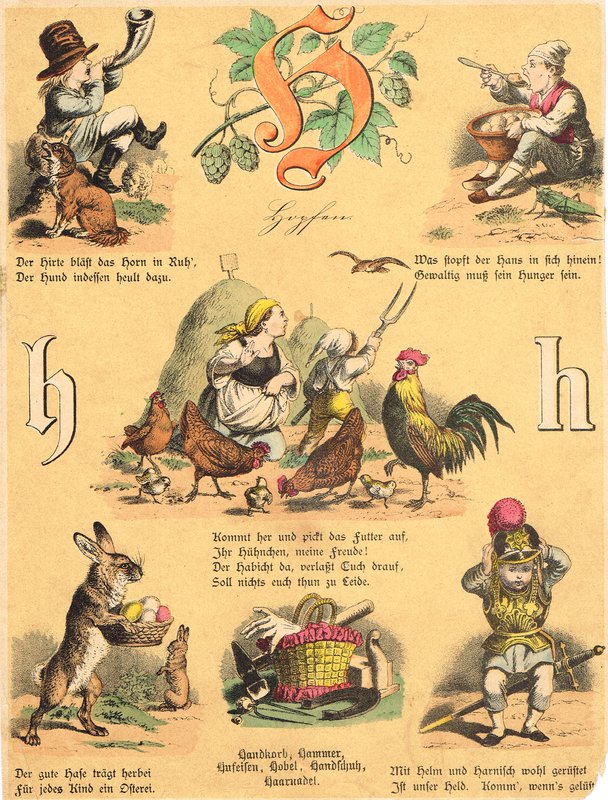 H
Hopfen.
Der Hirte bläst das Horn in Ruh',
Der Hund indessen heult dazu.
Was stopft der Hans in sich hinein!
Gewaltig muß sein Hunger sein.
h
h
Kommt her und pickt das Futter auf,
Ihr Hühnchen, meine Freude!
Der Habicht da, verlaßt Euch drauf,
Soll nichts euch thun zu Leide.
Der gute Hase trägt herbei
Für jedes Kind ein Osterei.
Handkorb, Hammer,
Hufeisen, Hobel, Handschuh,
Haarnadel.
Mit Helm und Harnisch wohl gerüstet
Ist unser Held. Komm', wenn's gelüst